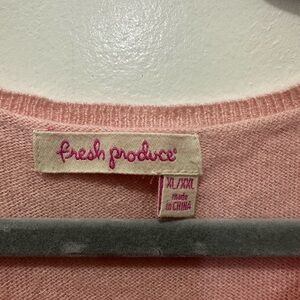 fresh produce®
XL/XXL
made
in CHINA